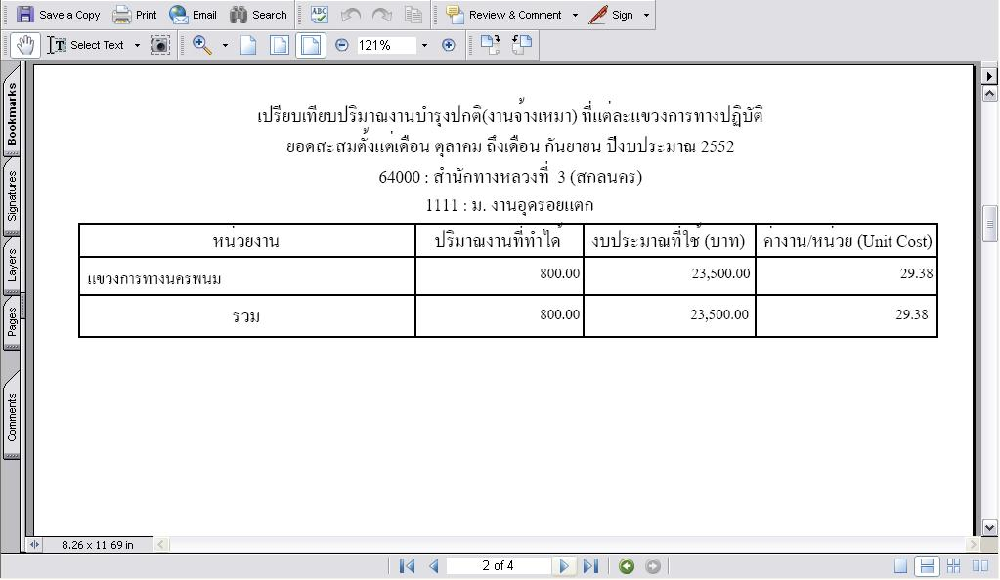 Save a Copy Print Email Search Review & Comment Sign
Select Text 121%
Bookmarks
Signatures
Layers
Pages
Comments
เปรียบเทียบปริมาณงานบำรุงปกติ(งานจ้างเหมา) ที่แต่ละแขวงการทางปฏิบัติ
ยอดสะสมตั้งแต่เดือน ตุลาคม ถึงเดือน กันยายน ปีงบประมาณ 2552
64000 : สำนักทางหลวงที่ 3 (สกลนคร)
1111 : ม. งานอุดรอยแตก
หน่วยงาน ปริมาณงานที่ทำได้ งบประมาณที่ใช้ (บาท) ค่างาน/หน่วย (Unit Cost)
แขวงการทางนครพนม 800.00 23,500.00 29.38
รวม 800.00 23,500.00 29.38
8.26 x 11.69 in
2 of 4